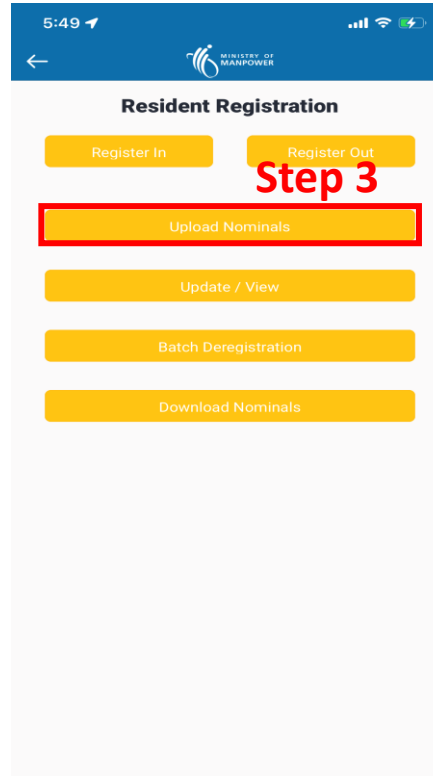 5:49
MINISTRY OF
MANPOWER
Resident Registration
Register In
Register Out
Step 3
Upload Nominals
Update / View
Batch Deregistration
Download Nominals